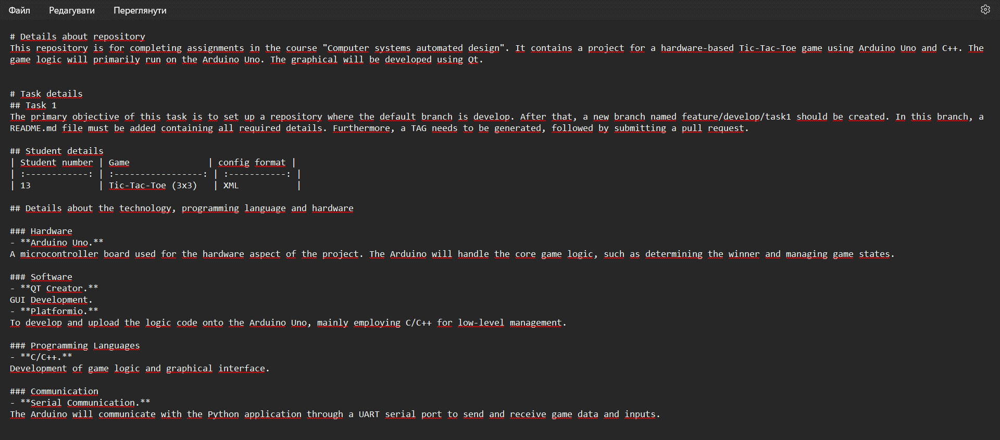 Файл Редагувати Переглянути
# Details about repository
This repository is for completing assignments in the course "Computer systems automated design". It contains a project for a hardware-based Tic-Tac-Toe game using Arduino Uno and C++. The
game logic will primarily run on the Arduino Uno. The graphical will be developed using Qt.
# Task details
## Task 1
The primary objective of this task is to set up a repository where the default branch is develop. After that, a new branch named feature/develop/task1 should be created. In this branch, a
README.md file must be added containing all required details. Furthermore, a TAG needs to be generated, followed by submitting a pull request.
## Student details
| Student number | Game               | config format |
| :------------: | :-----------------: | :-----------: |
| 13             | Tic-Tac-Toe (3x3)   | XML           |
## Details about the technology, programming language and hardware
### Hardware
- **Arduino Uno.**
A microcontroller board used for the hardware aspect of the project. The Arduino will handle the core game logic, such as determining the winner and managing game states.
### Software
- **QT Creator.**
GUI Development.
- **Platformio.**
To develop and upload the logic code onto the Arduino Uno, mainly employing C/C++ for low-level management.
### Programming Languages
- **C/C++.**
Development of game logic and graphical interface.
### Communication
- **Serial Communication.**
The Arduino will communicate with the Python application through a UART serial port to send and receive game data and inputs.